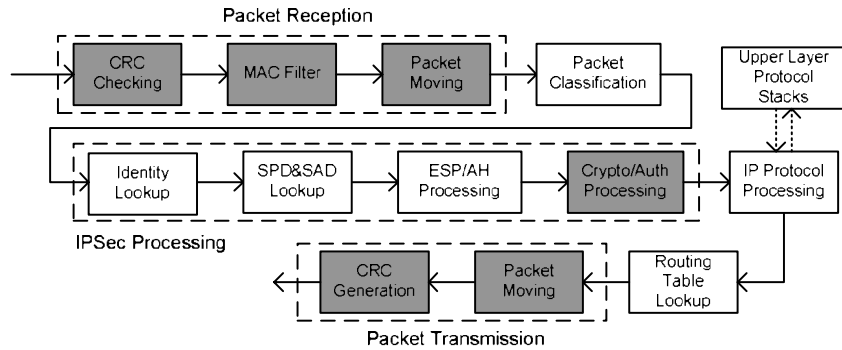 Packet Reception
CRC
Checking
MAC Filter
Packet
Moving
Packet
Classification
Upper Layer
Protocol
Stacks
Identity
Lookup
SPD&SAD
Lookup
ESP/AH
Processing
Crypto/Auth
Processing
IP Protocol
Processing
IPSec Processing
CRC
Generation
Packet
Moving
Routing
Table
Lookup
Packet Transmission